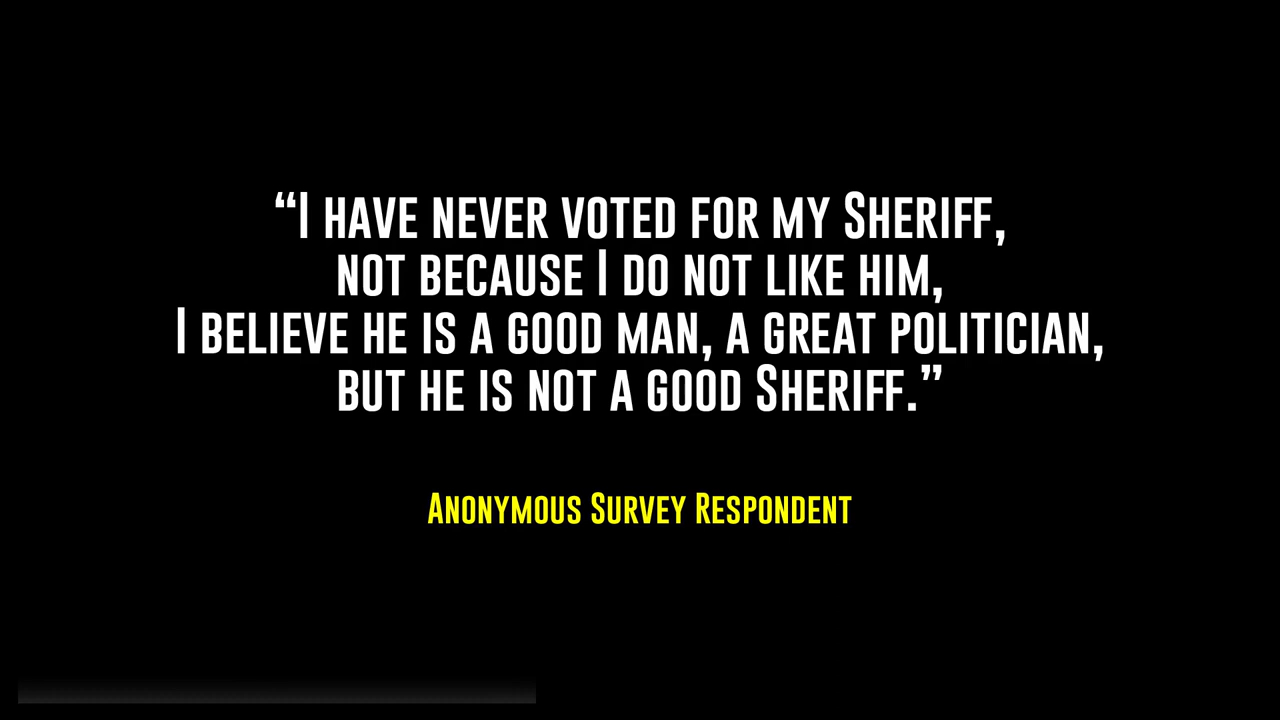 “I have never voted for my Sheriff,
not because I do not like him,
I believe he is a good man, a great politician,
but he is not a good Sheriff.”
Anonymous Survey Respondent